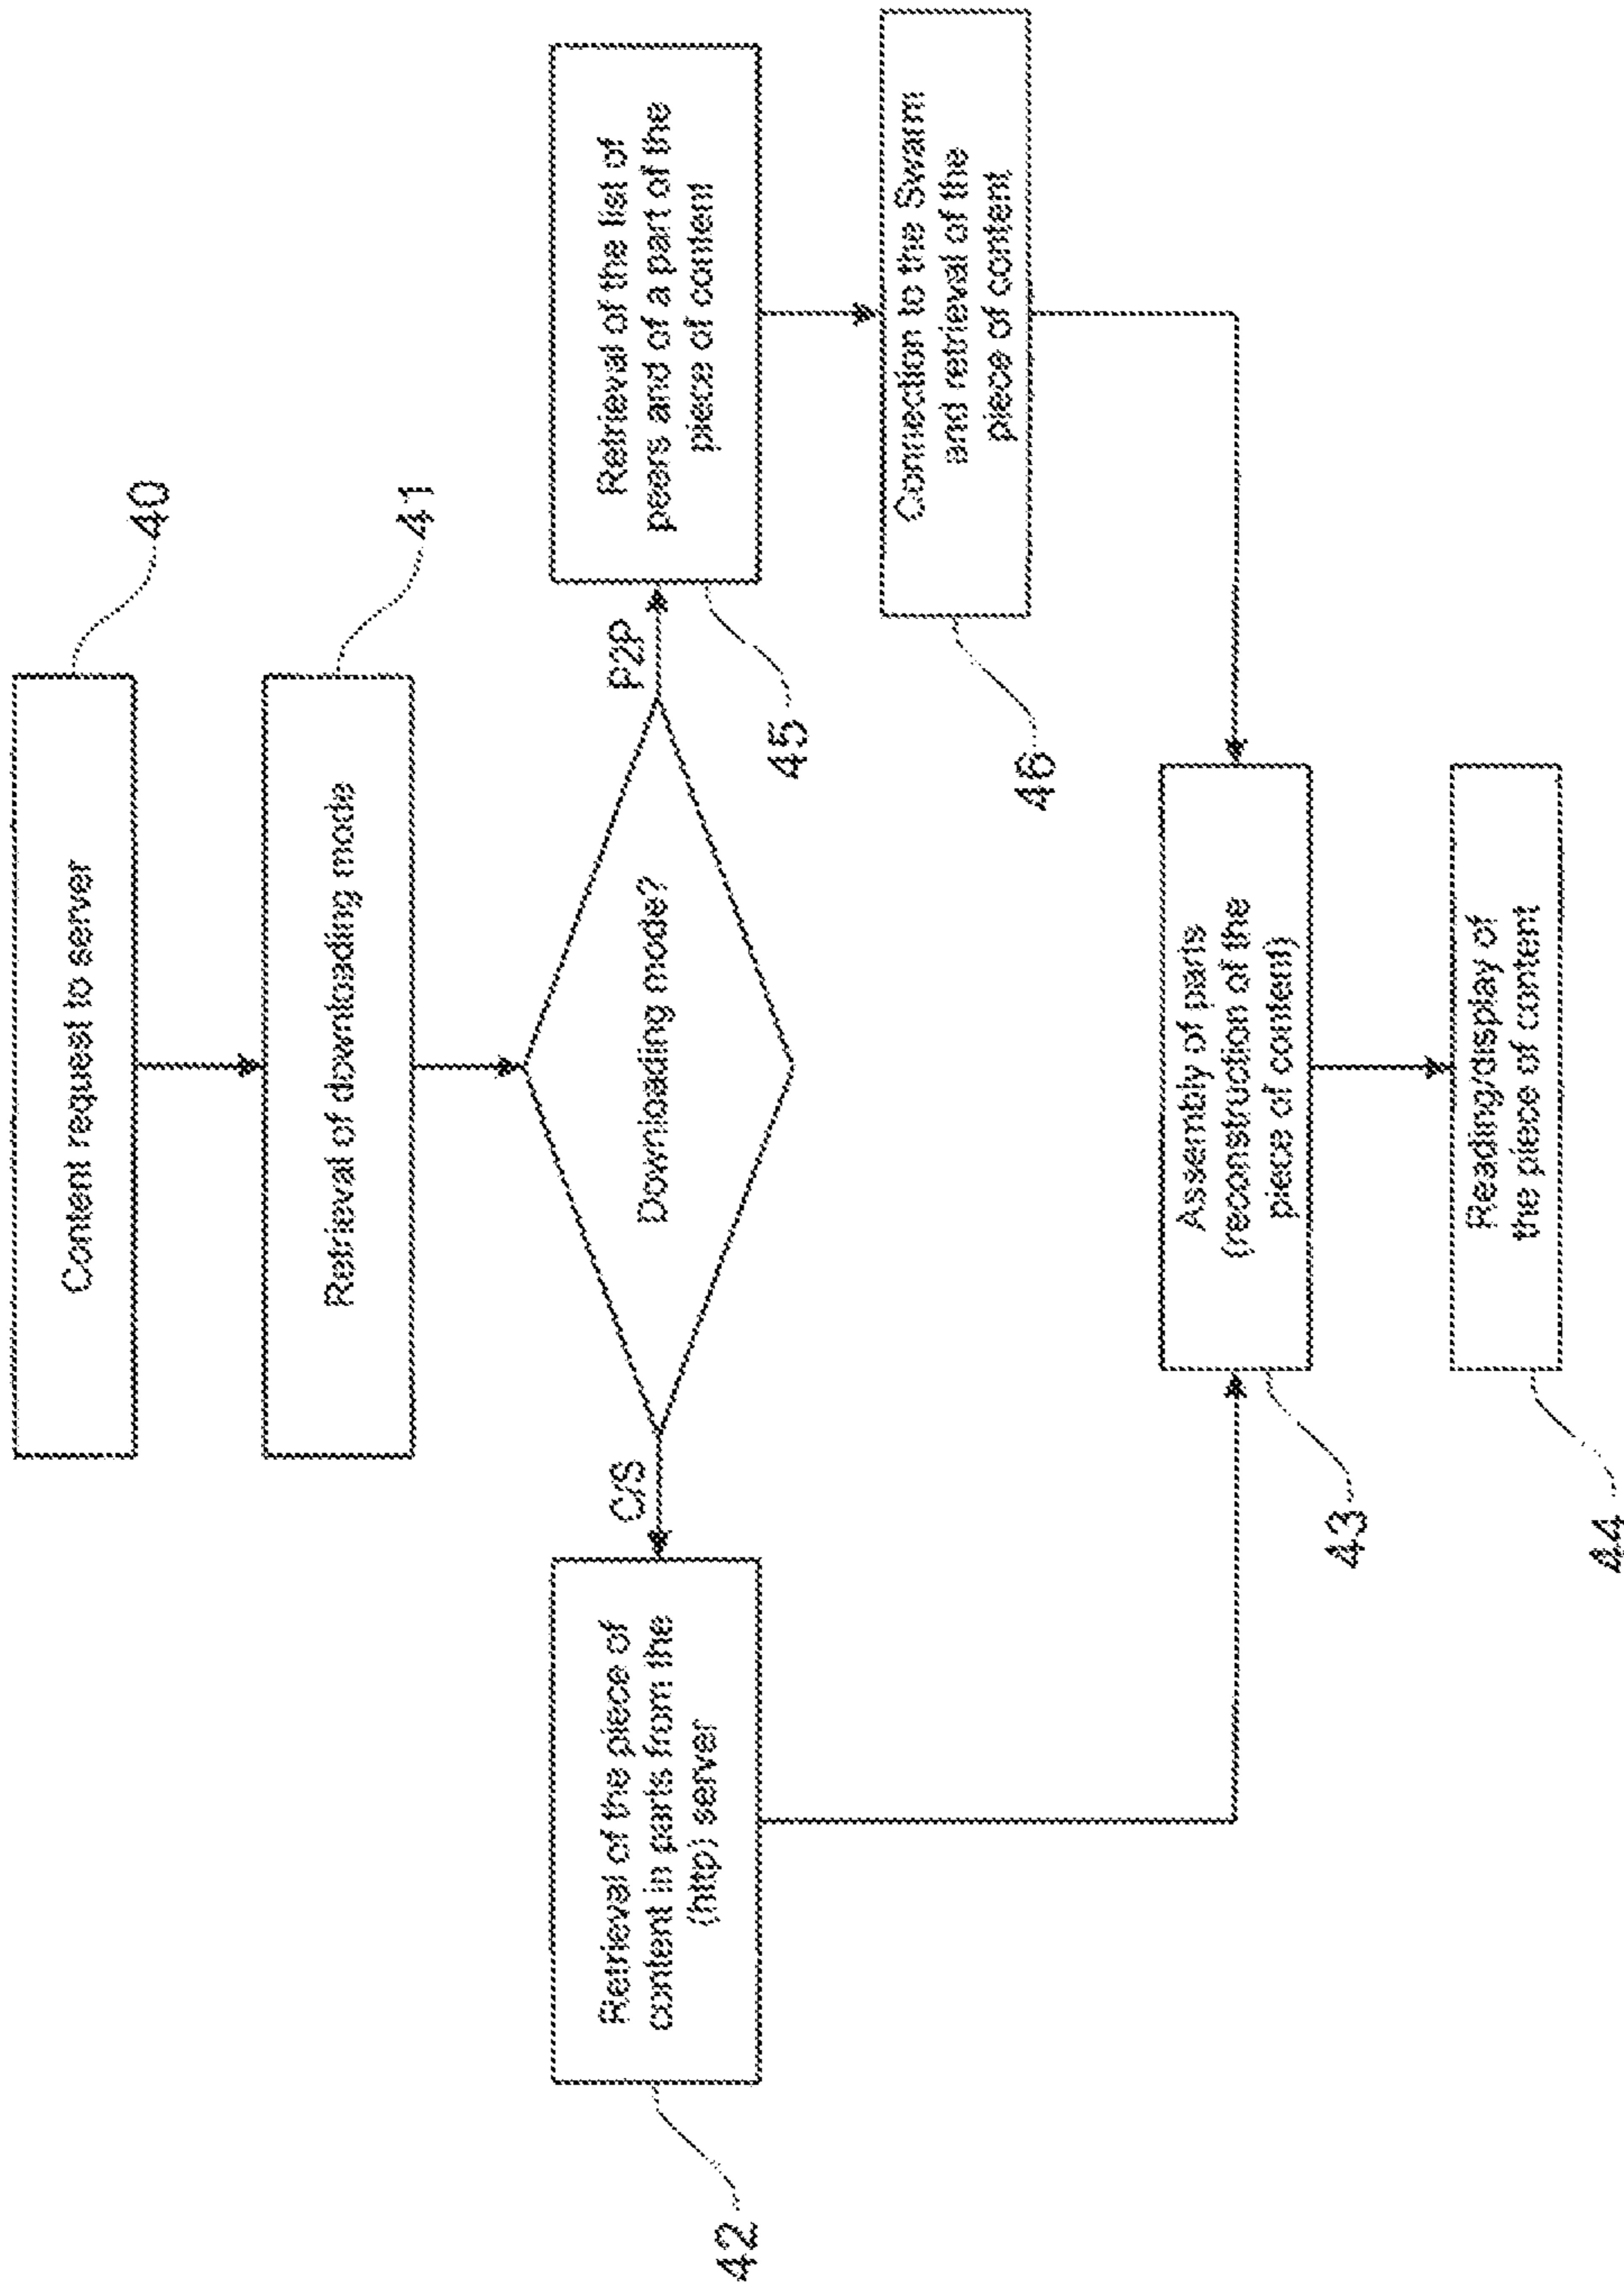 Content request to server
40
Retrieval of downloading mode
41
Downloading mode?
C/S
P2P
Retrieval of the piece of
content in parts from the
(http) server
42
Retrieval of the list of
peers and of a part of the
piece of content
45
Connection to the Swarm
and retrieval of the
piece of content
46
Assembly of parts
(reconstruction of the
piece of content)
43
Reading/display of
the piece of content
44